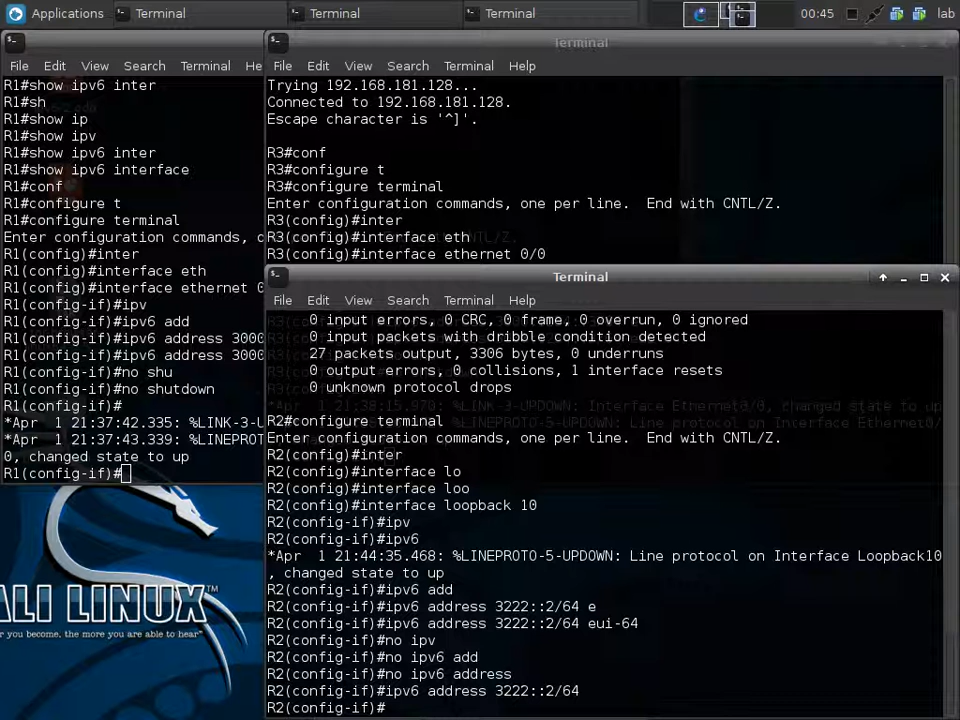 Applications Terminal Terminal Terminal 00:45 lab
File Edit View Search Terminal He
R1#show ipv6 inter
R1#sh
R1#show ip
R1#show ipv
R1#show ipv6 inter
R1#show ipv6 interface
R1#conf
R1#configure t
R1#configure terminal
Enter configuration commands, o
R1(config)#inter
R1(config)#interface eth
R1(config)#interface ethernet 0
R1(config-if)#ipv
R1(config-if)#ipv6 add
R1(config-if)#ipv6 address 3000
R1(config-if)#ipv6 address 3000
R1(config-if)#no shu
R1(config-if)#no shutdown
R1(config-if)#
*Apr  1 21:37:42.335: %LINK-3-U
*Apr  1 21:37:43.339: %LINEPROT
0, changed state to up
R1(config-if)#
Terminal
File Edit View Search Terminal Help
Trying 192.168.181.128...
Connected to 192.168.181.128.
Escape character is '^]'.
R3#conf
R3#configure t
R3#configure terminal
Enter configuration commands, one per line.  End with CNTL/Z.
R3(config)#inter
R3(config)#interface eth
R3(config)#interface ethernet 0/0
Terminal
File Edit View Search Terminal Help
0 input errors, 0 CRC, 0 frame, 0 overrun, 0 ignored
0 input packets with dribble condition detected
27 packets output, 3306 bytes, 0 underruns
0 output errors, 0 collisions, 1 interface resets
0 unknown protocol drops
R2#configure terminal
Enter configuration commands, one per line.  End with CNTL/Z.
R2(config)#inter
R2(config)#interface lo
R2(config)#interface loo
R2(config)#interface loopback 10
R2(config-if)#ipv
R2(config-if)#ipv6
*Apr  1 21:44:35.468: %LINEPROTO-5-UPDOWN: Line protocol on Interface Loopback10
, changed state to up
R2(config-if)#ipv6 add
R2(config-if)#ipv6 address 3222::2/64 e
R2(config-if)#ipv6 address 3222::2/64 eui-64
R2(config-if)#no ipv
R2(config-if)#no ipv6 add
R2(config-if)#no ipv6 address
R2(config-if)#ipv6 address 3222::2/64
R2(config-if)#
ALI LINUX™
r you become, the more you are able to hear"